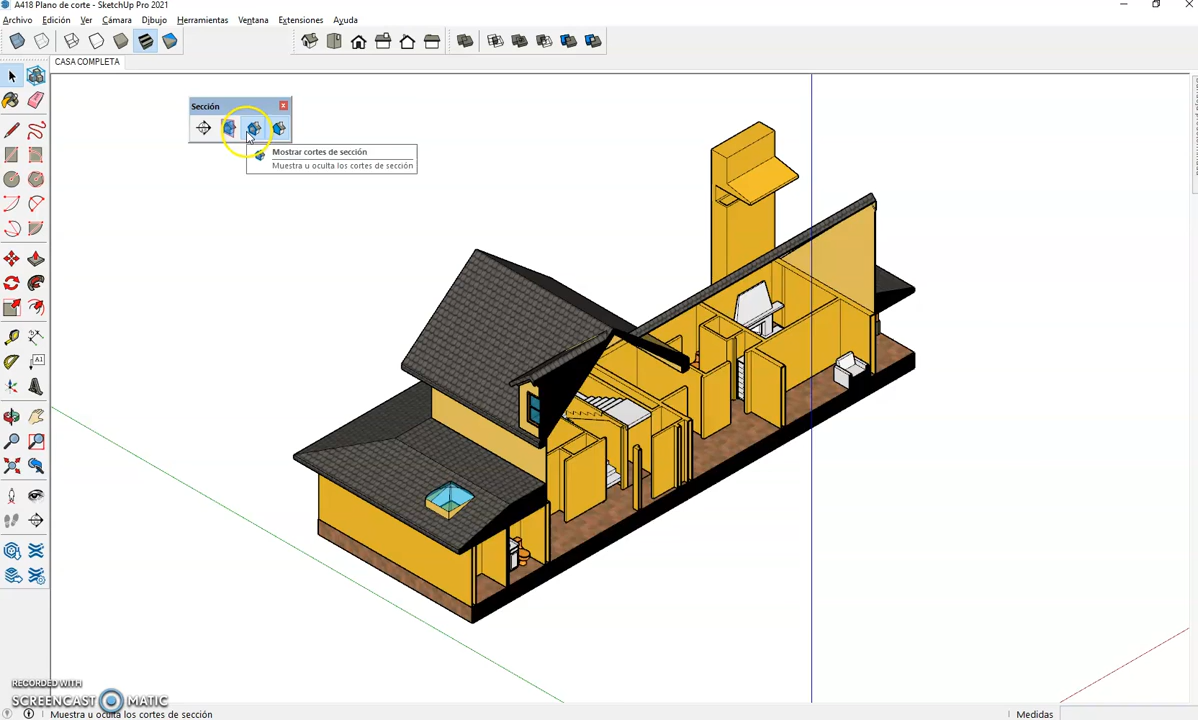 A418 Plano de corte - SketchUp Pro 2021
Archivo Edición Ver Cámara Dibujo Herramientas Ventana Extensiones Ayuda
CASA COMPLETA
Sección
Mostrar cortes de sección
Muestra u oculta los cortes de sección
A1
RECORDED WITH
SCREENCAST MATIC
Muestra u oculta los cortes de sección
Medidas